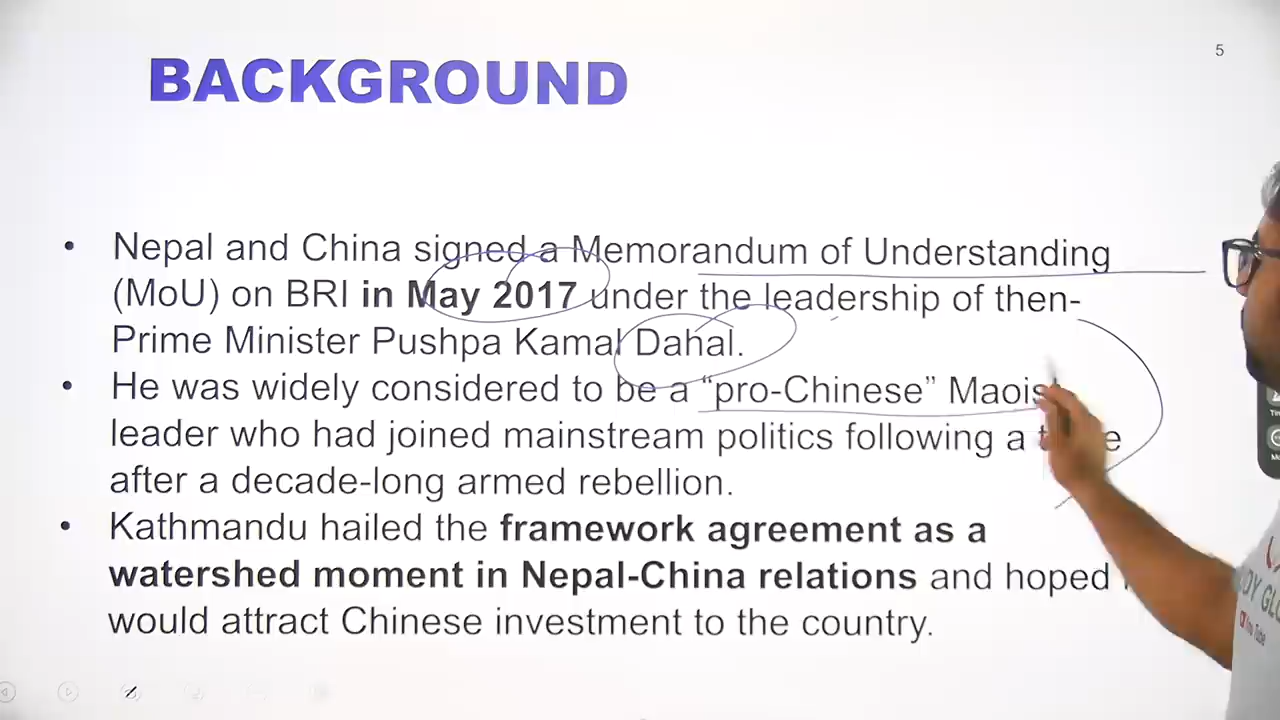 5
BACKGROUND
• Nepal and China signed a Memorandum of Understanding
(MoU) on BRI in May 2017 under the leadership of then-
Prime Minister Pushpa Kamal Dahal.
• He was widely considered to be a “pro-Chinese” Maoist
leader who had joined mainstream politics following a
after a decade-long armed rebellion.
• Kathmandu hailed the framework agreement as a
watershed moment in Nepal-China relations and hoped
would attract Chinese investment to the country.